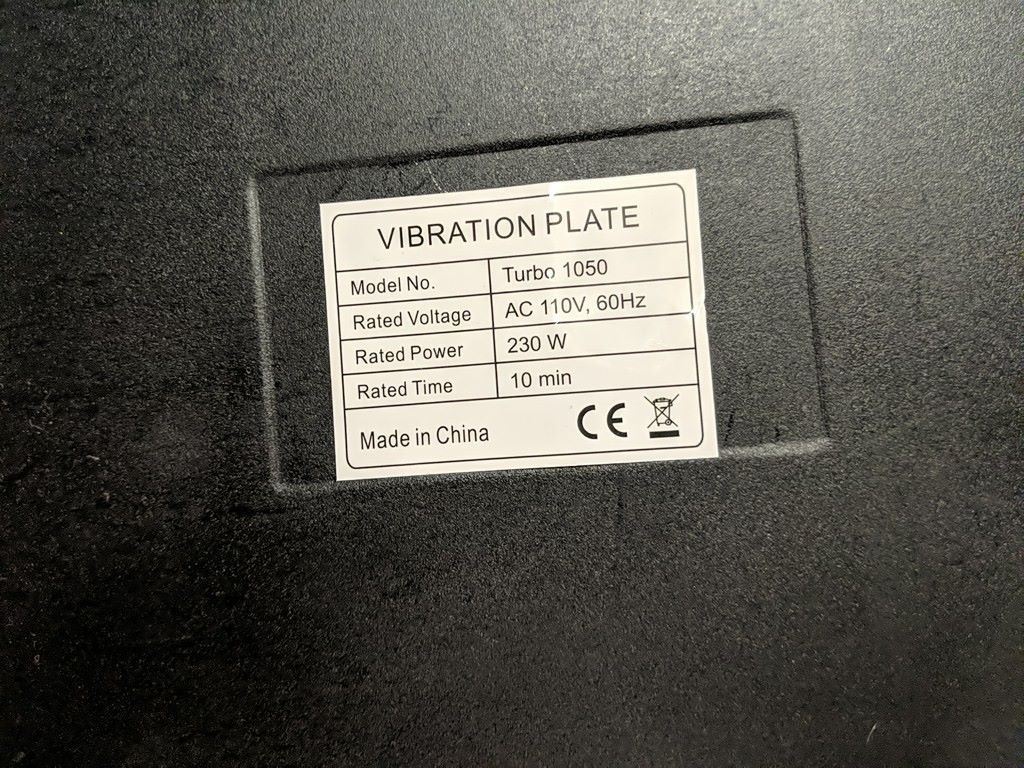 VIBRATION PLATE
Model No. Turbo 1050
Rated Voltage AC 110V, 60Hz
Rated Power 230 W
Rated Time 10 min
Made in China CE